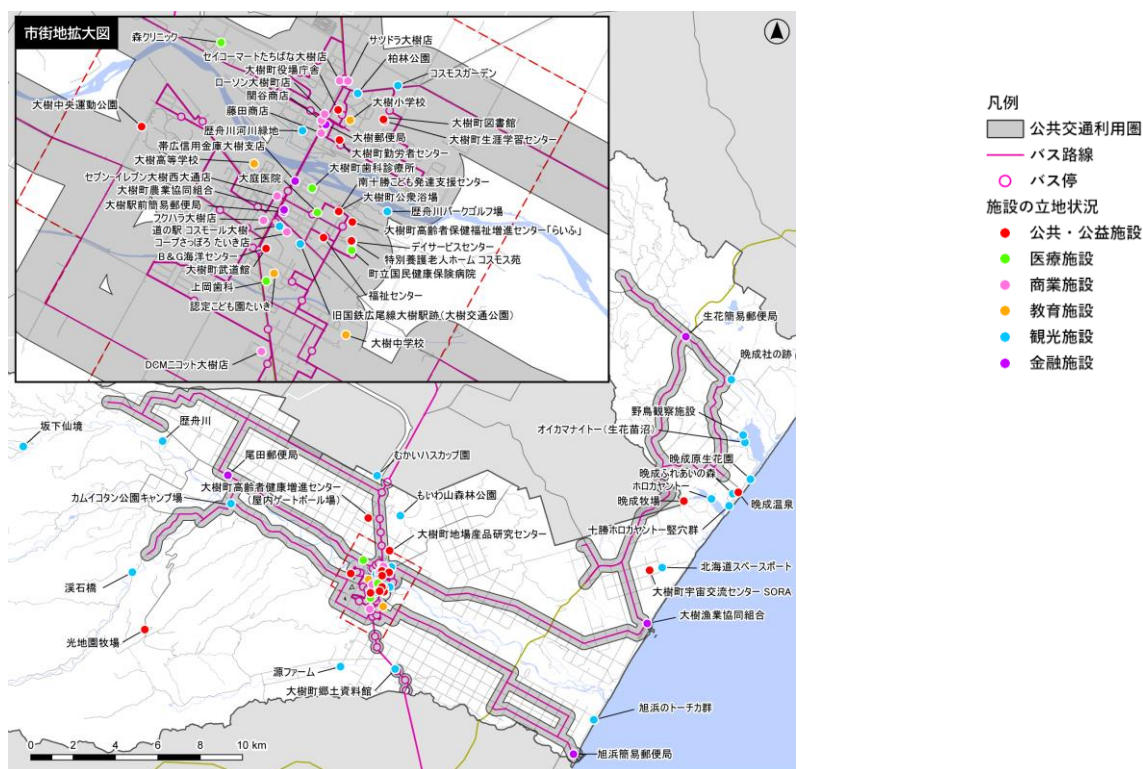 市街地拡大図
森クリニック
セイコーマートたちばな大樹店
サツドラ大樹店
大樹町役場庁舎
柏林公園
コスモスガーデン
ローソン大樹町店
関谷商店
大樹中央運動公園
大樹小学校
藤田商店
大樹町図書館
歴舟川河川緑地
大樹町生涯学習センター
大樹郵便局
帯広信用金庫大樹支店
大樹町勤労者センター
大樹高等学校
大庭医院
大樹町歯科診療所
セブン-イレブン大樹西大通店
南十勝こども発達支援センター
大樹町農業協同組合
大樹町公衆浴場
大樹駅前簡易郵便局
歴舟川パークゴルフ場
フクハラ大樹店
大樹町高齢者保健福祉増進センター「らいふ」
道の駅 コスモール大樹
コープさっぽろ たいき店
デイサービスセンター
B&G海洋センター
特別養護老人ホーム コスモス苑
大樹町武道館
町立国民健康保険病院
上岡歯科
福祉センター
認定こども園たいき
旧国鉄広尾線大樹駅跡(大樹交通公園)
大樹中学校
DCMニコット大樹店
生花簡易郵便局
晩成社の跡
野鳥観察施設
オイカマナイトー(生花苗沼)
晩成原生花園
晩成ふれあいの森
ホロカヤントー
晩成牧場
晩成温泉
十勝ホロカヤントー竪穴群
坂下仙境
歴舟川
尾田郵便局
むかいハスカップ園
大樹町高齢者健康増進センター
(屋内ゲートボール場)
カムイコタン公園キャンプ場
もいわ山森林公園
大樹町地場産品研究センター
北海道スペースポート
大樹町宇宙交流センター SORA
渓石橋
大樹漁業協同組合
光地園牧場
源ファーム
大樹町郷土資料館
旭浜のトーチカ群
旭浜簡易郵便局
0 2 4 6 8 10 km
凡例
公共交通利用圏
バス路線
バス停
施設の立地状況
公共・公益施設
医療施設
商業施設
教育施設
観光施設
金融施設